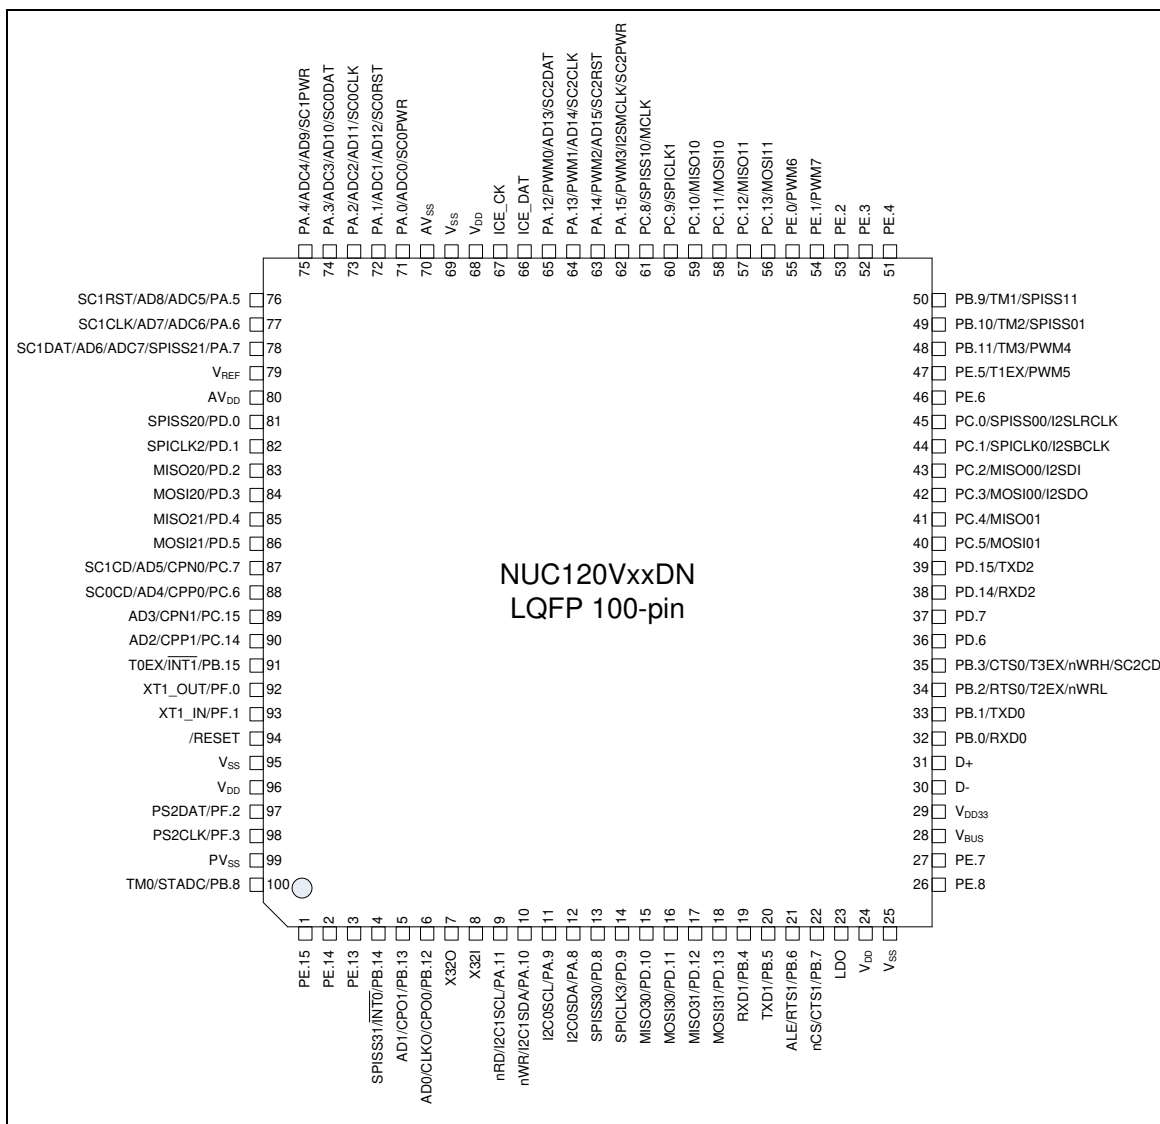 PA.4/ADC4/AD9/SC1PWR
PA.3/ADC3/AD10/SC0DAT
PA.2/ADC2/AD11/SC0CLK
PA.1/ADC1/AD12/SC0RST
PA.0/ADC0/SC0PWR
AVSS
VSS
VDD
ICE_CK
ICE_DAT
PA.12/PWM0/AD13/SC2DAT
PA.13/PWM1/AD14/SC2CLK
PA.14/PWM2/AD15/SC2RST
PA.15/PWM3/I2SMCLK/SC2PWR
PC.8/SPISS10/MCLK
PC.9/SPICLK1
PC.10/MISO10
PC.11/MOSI10
PC.12/MISO11
PC.13/MOSI11
PE.0/PWM6
PE.1/PWM7
PE.2
PE.3
PE.4
75
74
73
72
71
70
69
68
67
66
65
64
63
62
61
60
59
58
57
56
55
54
53
52
51
SC1RST/AD8/ADC5/PA.5 76
SC1CLK/AD7/ADC6/PA.6 77
SC1DAT/AD6/ADC7/SPISS21/PA.7 78
VREF 79
AVDD 80
SPISS20/PD.0 81
SPICLK2/PD.1 82
MISO20/PD.2 83
MOSI20/PD.3 84
MISO21/PD.4 85
MOSI21/PD.5 86
SC1CD/AD5/CPN0/PC.7 87
SC0CD/AD4/CPP0/PC.6 88
AD3/CPN1/PC.15 89
AD2/CPP1/PC.14 90
T0EX/INT1/PB.15 91
XT1_OUT/PF.0 92
XT1_IN/PF.1 93
/RESET 94
VSS 95
VDD 96
PS2DAT/PF.2 97
PS2CLK/PF.3 98
PVSS 99
TM0/STADC/PB.8 100
NUC120VxxDN
LQFP 100-pin
50 PB.9/TM1/SPISS11
49 PB.10/TM2/SPISS01
48 PB.11/TM3/PWM4
47 PE.5/T1EX/PWM5
46 PE.6
45 PC.0/SPISS00/I2SLRCLK
44 PC.1/SPICLK0/I2SBCLK
43 PC.2/MISO00/I2SDI
42 PC.3/MOSI00/I2SDO
41 PC.4/MISO01
40 PC.5/MOSI01
39 PD.15/TXD2
38 PD.14/RXD2
37 PD.7
36 PD.6
35 PB.3/CTS0/T3EX/nWRH/SC2CD
34 PB.2/RTS0/T2EX/nWRL
33 PB.1/TXD0
32 PB.0/RXD0
31 D+
30 D-
29 VDD33
28 VBUS
27 PE.7
26 PE.8
1
2
3
4
5
6
7
8
9
10
11
12
13
14
15
16
17
18
19
20
21
22
23
24
25
PE.15
PE.14
PE.13
SPISS31/INT0/PB.14
AD1/CPO1/PB.13
AD0/CLKO/CPO0/PB.12
X32O
X32I
nRD/I2C1SCL/PA.11
nWR/I2C1SDA/PA.10
I2C0SCL/PA.9
I2C0SDA/PA.8
SPISS30/PD.8
SPICLK3/PD.9
MISO30/PD.10
MOSI30/PD.11
MISO31/PD.12
MOSI31/PD.13
RXD1/PB.4
TXD1/PB.5
ALE/RTS1/PB.6
nCS/CTS1/PB.7
LDO
VDD
VSS